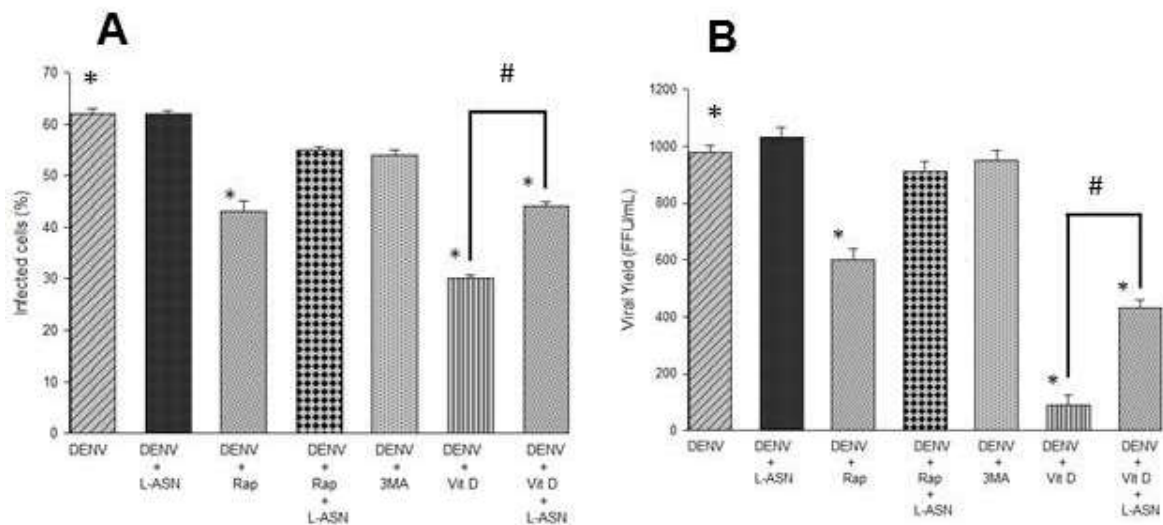 A
Infected cells (%)
70
60
50
40
30
20
10
0
*
*
*
*
#
DENV
DENV + L-ASN
DENV + Rap
DENV + Rap + L-ASN
DENV + 3MA
DENV + Vit D
DENV + Vit D + L-ASN
B
Viral Yield (FFU/mL)
1200
1000
800
600
400
200
0
*
*
*
*
#
DENV
DENV + L-ASN
DENV + Rap
DENV + Rap + L-ASN
DENV + 3MA
DENV + Vit D
DENV + Vit D + L-ASN